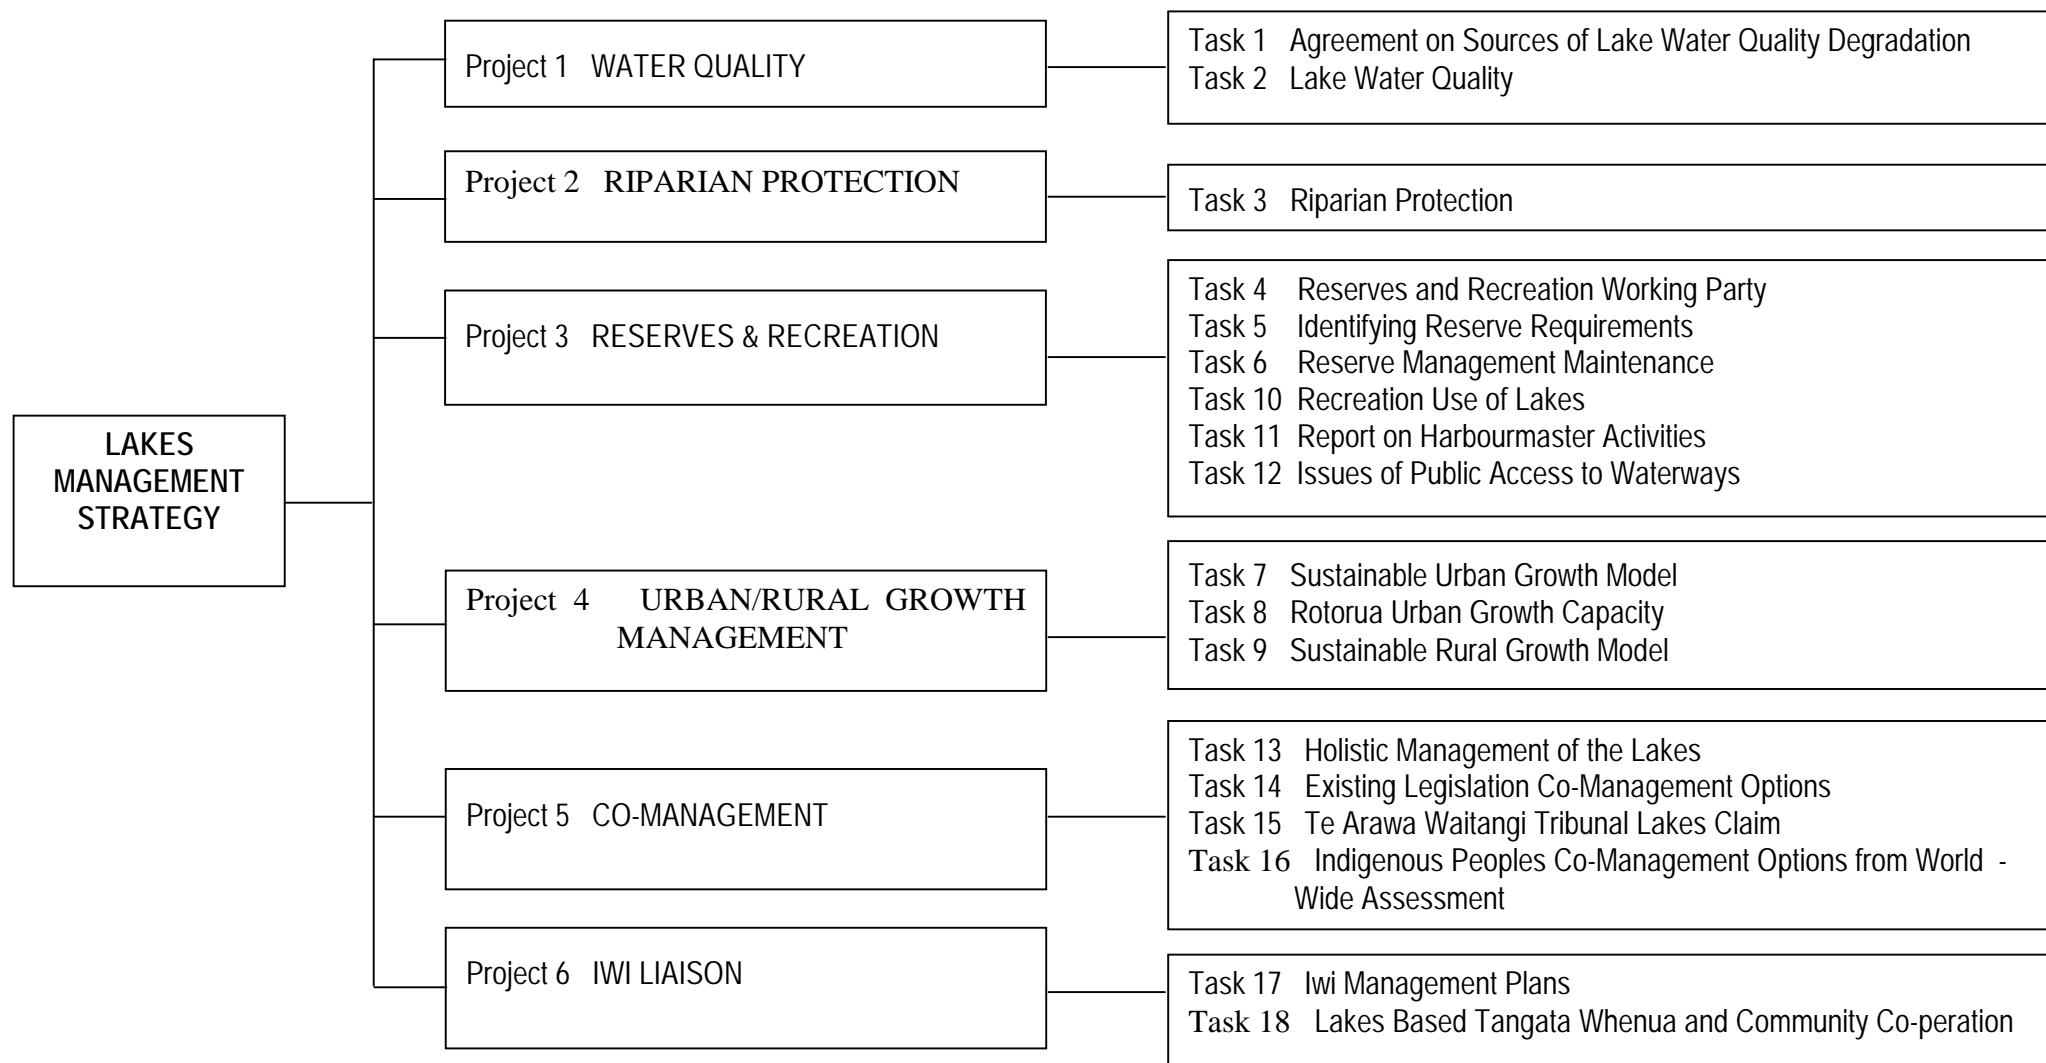 LAKES
MANAGEMENT
STRATEGY
Project 1 WATER QUALITY
Task 1 Agreement on Sources of Lake Water Quality Degradation
Task 2 Lake Water Quality
Project 2 RIPARIAN PROTECTION
Task 3 Riparian Protection
Project 3 RESERVES & RECREATION
Task 4 Reserves and Recreation Working Party
Task 5 Identifying Reserve Requirements
Task 6 Reserve Management Maintenance
Task 10 Recreation Use of Lakes
Task 11 Report on Harbourmaster Activities
Task 12 Issues of Public Access to Waterways
Project 4 URBAN/RURAL GROWTH
MANAGEMENT
Task 7 Sustainable Urban Growth Model
Task 8 Rotorua Urban Growth Capacity
Task 9 Sustainable Rural Growth Model
Project 5 CO-MANAGEMENT
Task 13 Holistic Management of the Lakes
Task 14 Existing Legislation Co-Management Options
Task 15 Te Arawa Waitangi Tribunal Lakes Claim
Task 16 Indigenous Peoples Co-Management Options from World -
Wide Assessment
Project 6 IWI LIAISON
Task 17 Iwi Management Plans
Task 18 Lakes Based Tangata Whenua and Community Co-peration